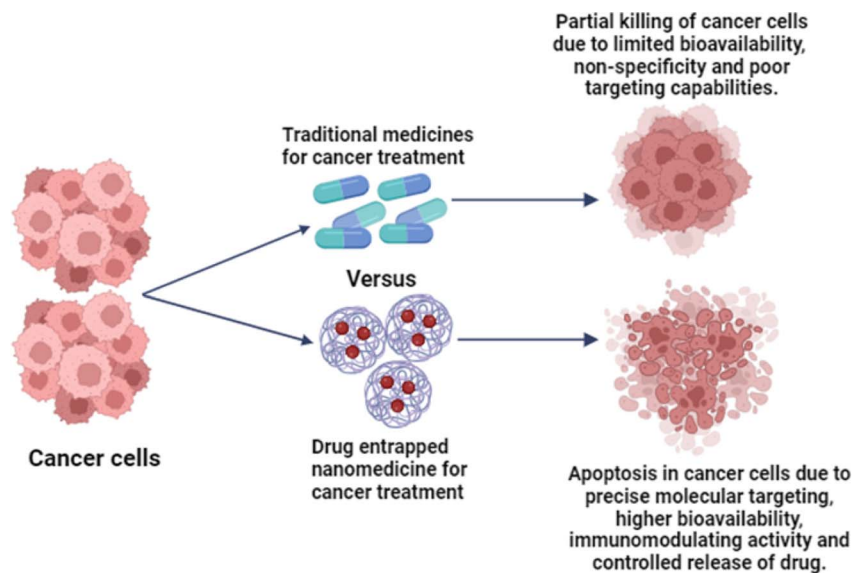 Partial killing of cancer cells
due to limited bioavailability,
non-specificity and poor
targeting capabilities.
Traditional medicines
for cancer treatment
Versus
Cancer cells
Drug entrapped
nanomedicine for
cancer treatment
Apoptosis in cancer cells due to
precise molecular targeting,
higher bioavailability,
immunomodulating activity and
controlled release of drug.